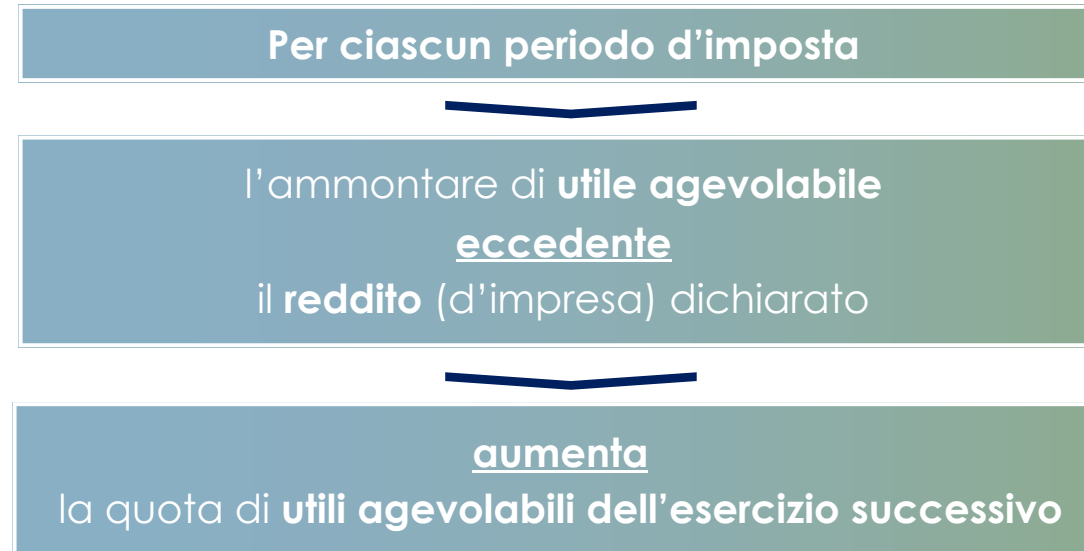 Per ciascun periodo d’imposta
l’ammontare di utile agevolabile
eccedente
il reddito (d’impresa) dichiarato
aumenta
la quota di utili agevolabili dell’esercizio successivo